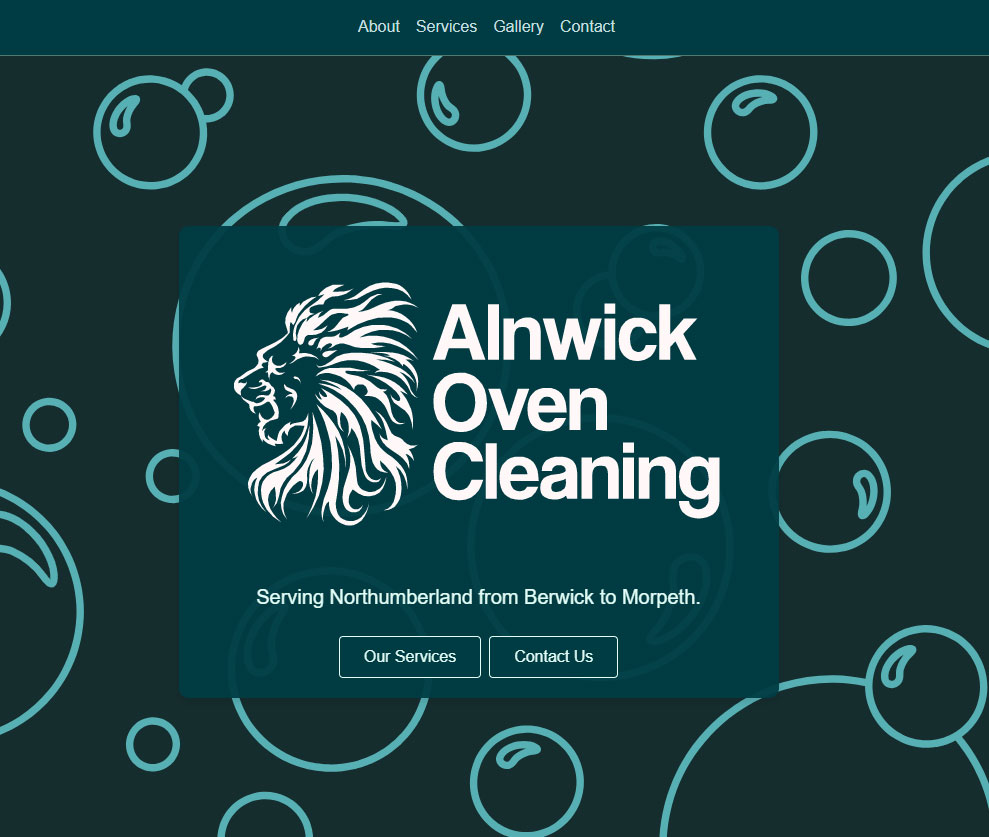 About Services Gallery Contact
Alnwick
Oven
Cleaning
Serving Northumberland from Berwick to Morpeth.
Our Services Contact Us